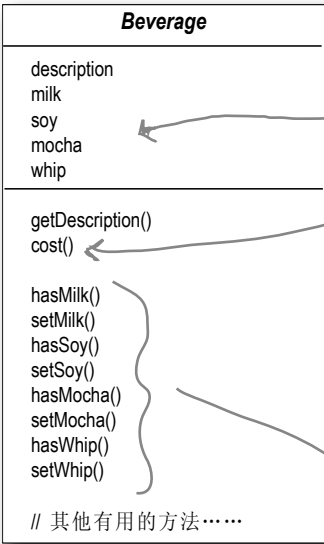 Beverage
description
milk
soy
mocha
whip
getDescription()
cost()
hasMilk()
setMilk()
hasSoy()
setSoy()
hasMocha()
setMocha()
hasWhip()
setWhip()
// 其他有用的方法……